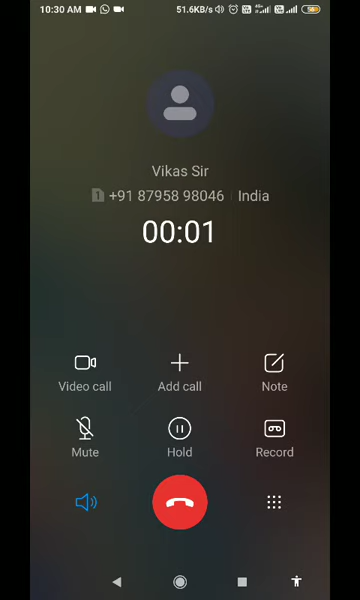 10:30 AM 51.6KB/s
Vikas Sir
1 +91 87958 98046 India
00:01
Video call Add call Note
Mute Hold Record